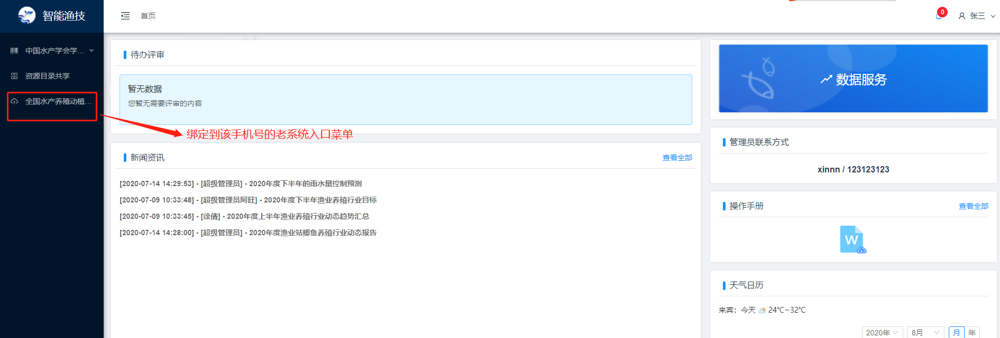 智能渔技
首页
0
张三
中国水产学会学...
资源目录共享
全国水产养殖动植...
待办评审
暂无数据
您暂无需要评审的内容
绑定到该手机号的老系统入口菜单
新闻资讯
查看全部
[2020-07-14 14:29:53] - [超级管理员] - 2020年度下半年的雨水量控制预测
[2020-07-09 10:33:48] - [超级管理员阿旺] - 2020年度下半年渔业养殖行业目标
[2020-07-09 10:33:45] - [徐倩] - 2020年度上半年渔业养殖行业动态趋势汇总
[2020-07-14 14:28:00] - [超级管理员] - 2020年度渔业站鲫鱼养殖行业动态报告
数据服务
管理员联系方式
xinnn / 123123123
操作手册
查看全部
W
天气日历
来宾：今天 24℃~32℃
2020年
8月
月
年